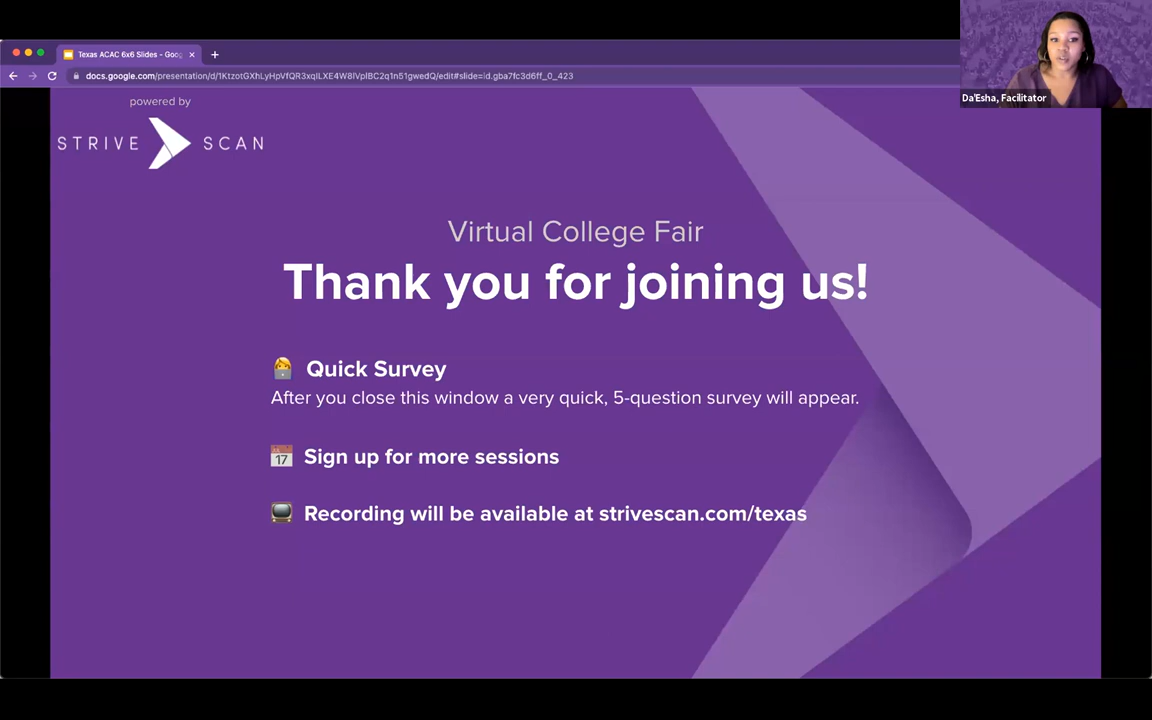 Texas ACAC 6x6 Slides - Goog
docs.google.com/presentation/d/1KtzotGXhLyHpVfQR3xqILXE4W8lVplBC2q1n51gwedQ/edit#slide=id.gba7fc3d6ff_0_423
Da'Esha, Facilitator
powered by
STRIVE SCAN
Virtual College Fair
Thank you for joining us!
Quick Survey
After you close this window a very quick, 5-question survey will appear.
17
Sign up for more sessions
Recording will be available at strivescan.com/texas